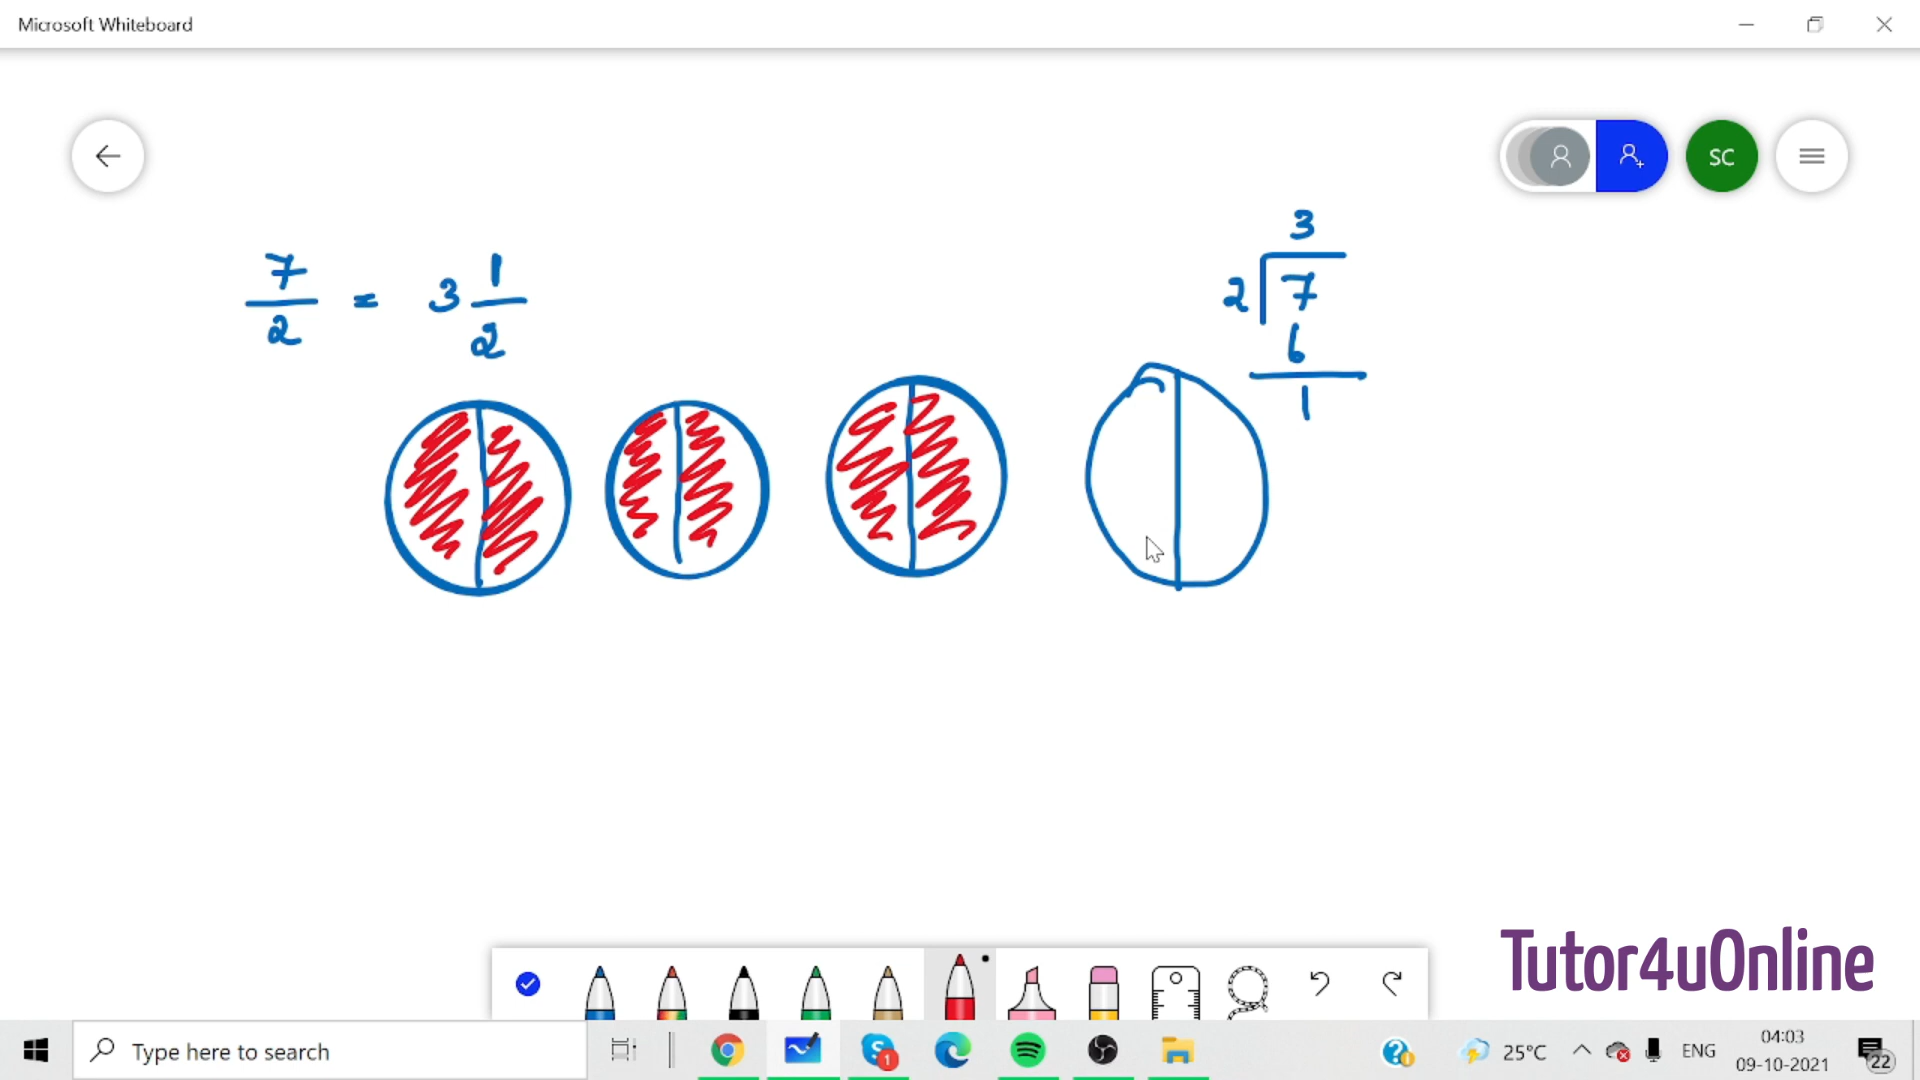 Microsoft Whiteboard
SC
7/2 = 3 1/2
3
2 7
6
1
Tutor4uOnline
Type here to search
1
25°C
ENG
04:03
09-10-2021
22